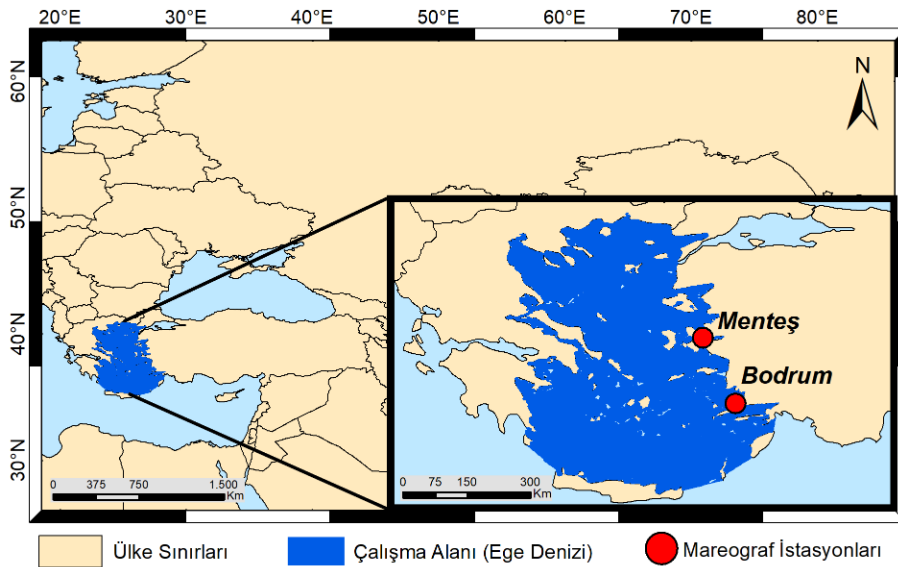 20°E 30°E 40°E 50°E 60°E 70°E 80°E
60°N
50°N
40°N
30°N
N
Menteş
Bodrum
0 375 750 1.500
Km
0 75 150 300
Km
Ülke Sınırları
Çalışma Alanı (Ege Denizi)
Mareograf İstasyonları